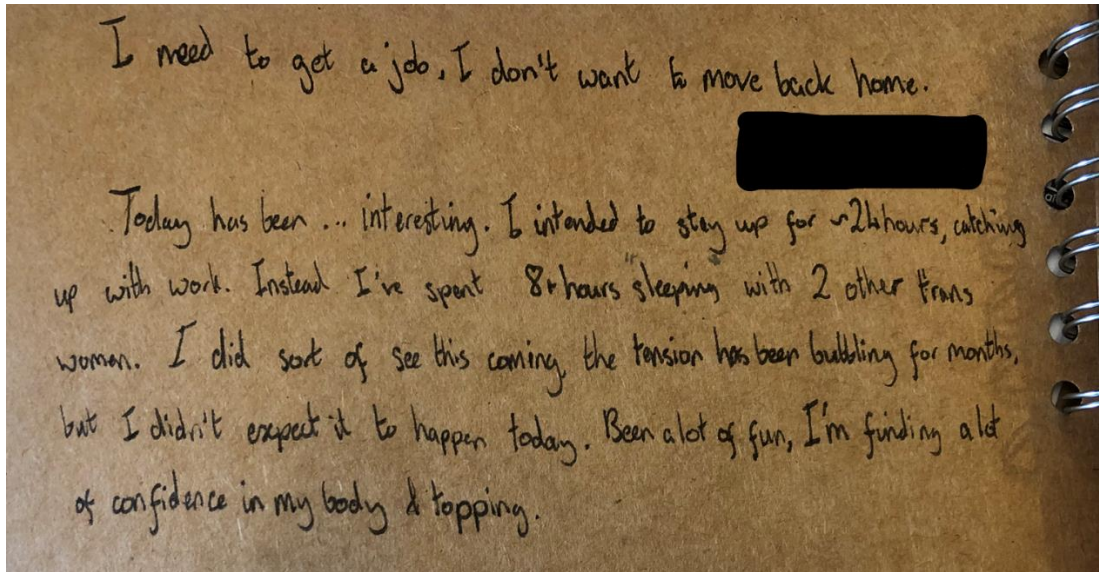 I need to get a job, I don't want to move back home.
Today has been ... interesting. I intended to stay up for ~24hours, catching
up with work. Instead I've spent 8+ hours "sleeping" with 2 other trans
women. I did sort of see this coming, the tension has been bubbling for months,
but I didn't expect it to happen today. Been a lot of fun, I'm finding a lot
of confidence in my body & topping.